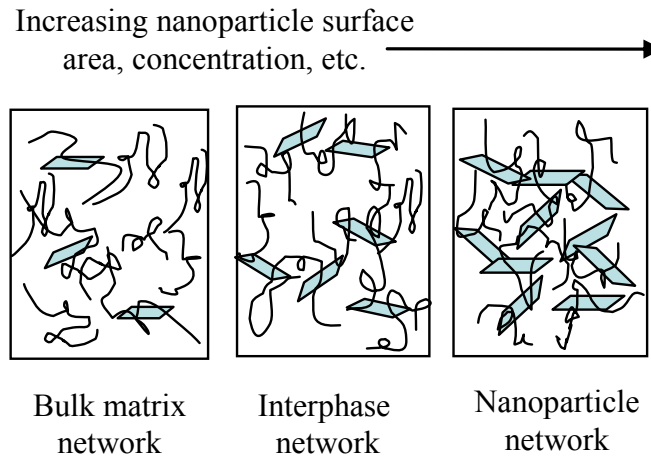 Increasing nanoparticle surface
area, concentration, etc.
Bulk matrix
network
Interphase
network
Nanoparticle
network